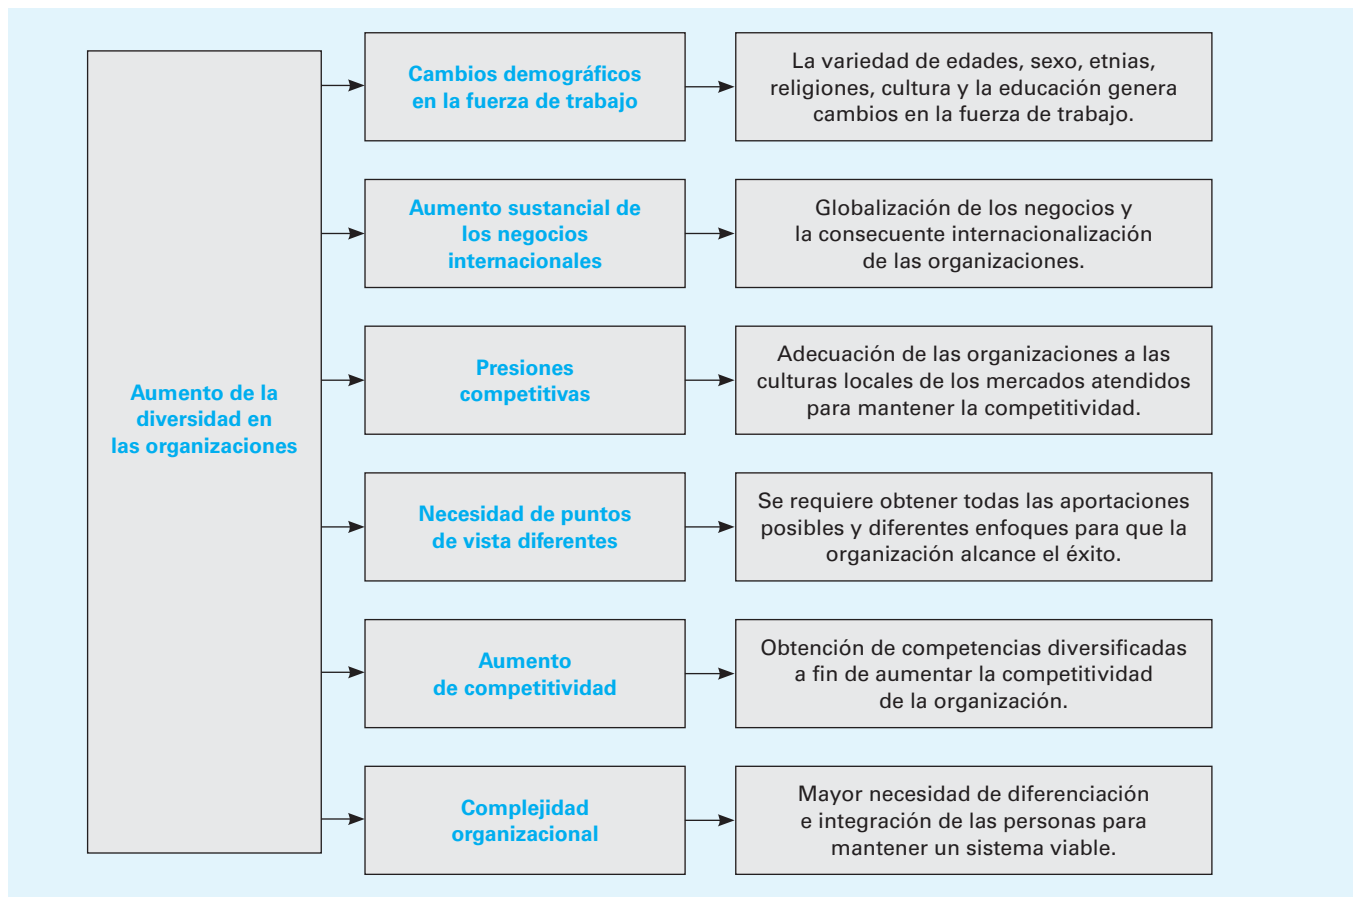 Aumento de la
diversidad en
las organizaciones
Cambios demográficos
en la fuerza de trabajo
La variedad de edades, sexo, etnias,
religiones, cultura y la educación genera
cambios en la fuerza de trabajo.
Aumento sustancial de
los negocios
internacionales
Globalización de los negocios y
la consecuente internacionalización
de las organizaciones.
Presiones
competitivas
Adecuación de las organizaciones a las
culturas locales de los mercados atendidos
para mantener la competitividad.
Necesidad de puntos
de vista diferentes
Se requiere obtener todas las aportaciones
posibles y diferentes enfoques para que la
organización alcance el éxito.
Aumento
de competitividad
Obtención de competencias diversificadas
a fin de aumentar la competitividad
de la organización.
Complejidad
organizacional
Mayor necesidad de diferenciación
e integración de las personas para
mantener un sistema viable.